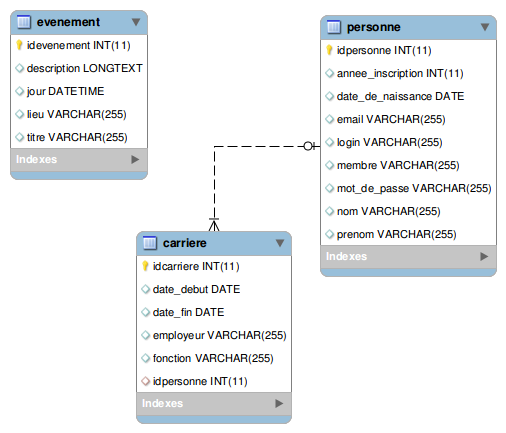 evenement
idevenement INT(11)
description LONGTEXT
jour DATETIME
lieu VARCHAR(255)
titre VARCHAR(255)
Indexes
personne
idpersonne INT(11)
annee_inscription INT(11)
date_de_naissance DATE
email VARCHAR(255)
login VARCHAR(255)
membre VARCHAR(255)
mot_de_passe VARCHAR(255)
nom VARCHAR(255)
prenom VARCHAR(255)
Indexes
carriere
idcarriere INT(11)
date_debut DATE
date_fin DATE
employeur VARCHAR(255)
fonction VARCHAR(255)
idpersonne INT(11)
Indexes